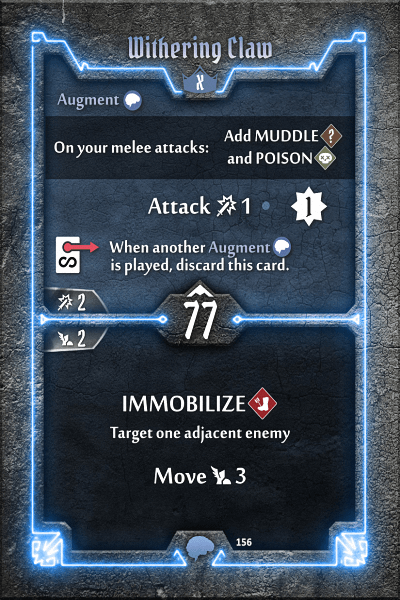 Withering Claw
X
Augment
On your melee attacks:
Add MUDDLE ?
and POISON
Attack 1
1
When another Augment
is played, discard this card.
2
77
2
IMMOBILIZE
Target one adjacent enemy
Move 3
156